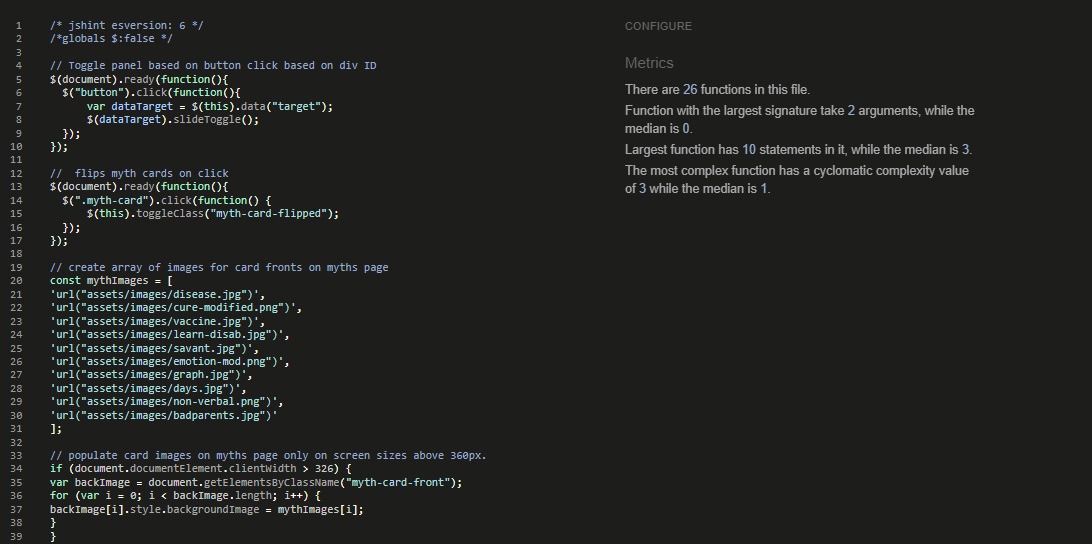 1 /* jshint esversion: 6 */
2 /*globals $:false */
3
4 // Toggle panel based on button click based on div ID
5 $(document).ready(function(){
6 $("button").click(function(){
7 var dataTarget = $(this).data("target");
8 $(dataTarget).slideToggle();
9 });
10 });
11
12 //  flips myth cards on click
13 $(document).ready(function(){
14 $(".myth-card").click(function() {
15 $(this).toggleClass("myth-card-flipped");
16 });
17 });
18
19 // create array of images for card fronts on myths page
20 const mythImages = [
21 'url("assets/images/disease.jpg")',
22 'url("assets/images/cure-modified.png")',
23 'url("assets/images/vaccine.jpg")',
24 'url("assets/images/learn-disab.jpg")',
25 'url("assets/images/savant.jpg")',
26 'url("assets/images/emotion-mod.png")',
27 'url("assets/images/graph.jpg")',
28 'url("assets/images/days.jpg")',
29 'url("assets/images/non-verbal.png")',
30 'url("assets/images/badparents.jpg")'
31 ];
32
33 // populate card images on myths page only on screen sizes above 360px.
34 if (document.documentElement.clientWidth > 326) {
35 var backImage = document.getElementsByClassName("myth-card-front");
36 for (var i = 0; i < backImage.length; i++) {
37 backImage[i].style.backgroundImage = mythImages[i];
38 }
39 }
CONFIGURE
Metrics
There are 26 functions in this file.
Function with the largest signature take 2 arguments, while the
median is 0.
Largest function has 10 statements in it, while the median is 3.
The most complex function has a cyclomatic complexity value
of 3 while the median is 1.